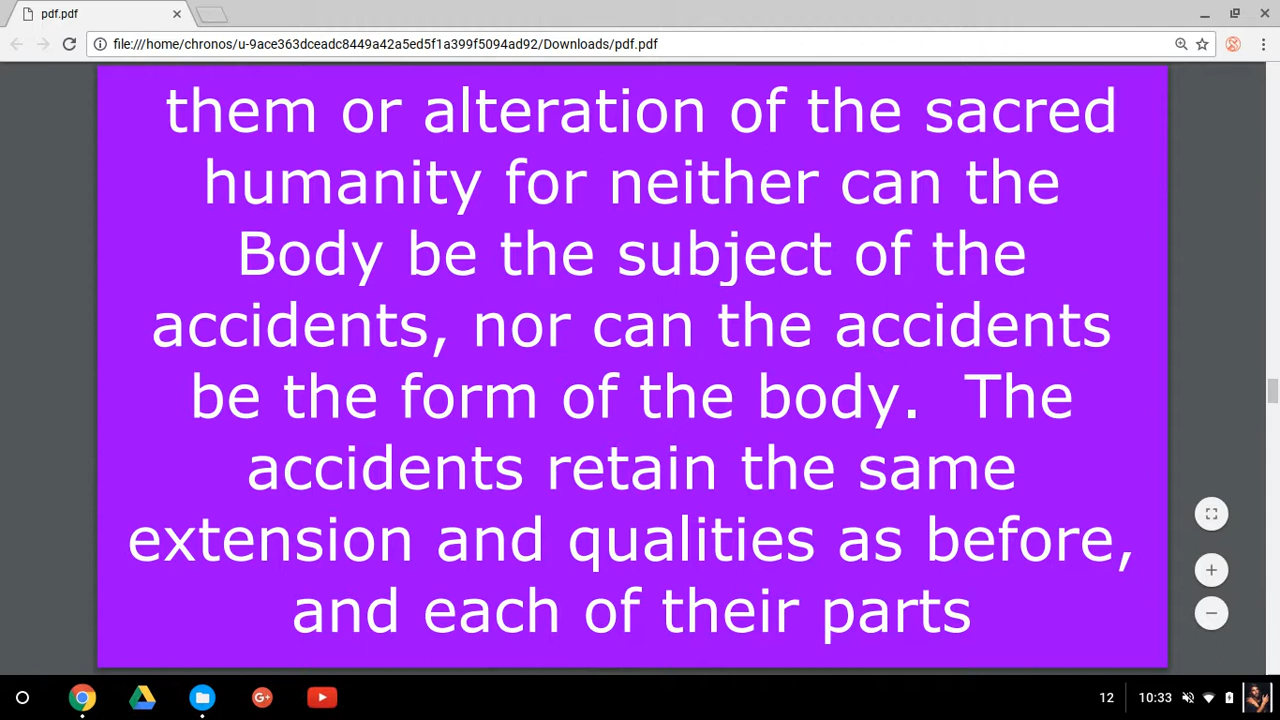 pdf.pdf
file:///home/chronos/u-9ace363dceadc8449a42a5ed5f1a399f5094ad92/Downloads/pdf.pdf
them or alteration of the sacred
humanity for neither can the
Body be the subject of the
accidents, nor can the accidents
be the form of the body.  The
accidents retain the same
extension and qualities as before,
and each of their parts
12
10:33